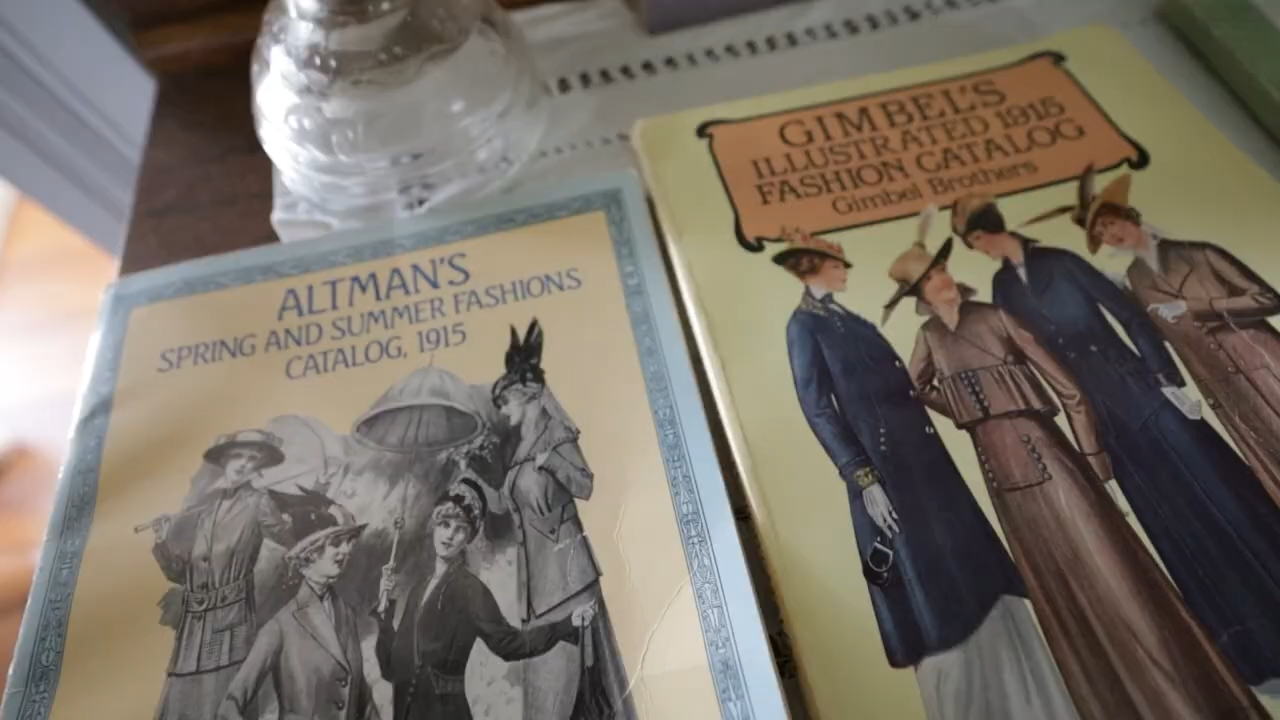 ALTMAN'S
SPRING AND SUMMER FASHIONS
CATALOG, 1915
GIMBEL'S
ILLUSTRATED 1915
FASHION CATALOG
Gimbel Brothers